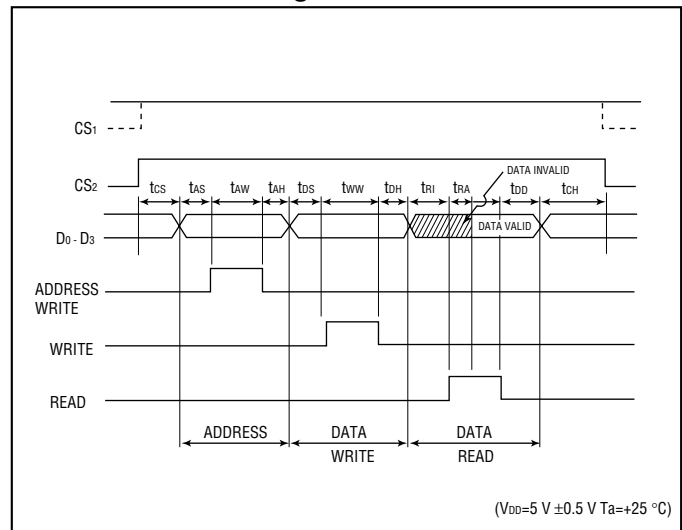 CS1
CS2
tCS tAS tAW tAH tDS tWW tDH tRI tRA tDD tCH
DATA INVALID
D0 - D3
DATA VALID
ADDRESS
WRITE
WRITE
READ
ADDRESS
DATA
WRITE
DATA
READ
(VDD=5 V ±0.5 V Ta=+25 °C)